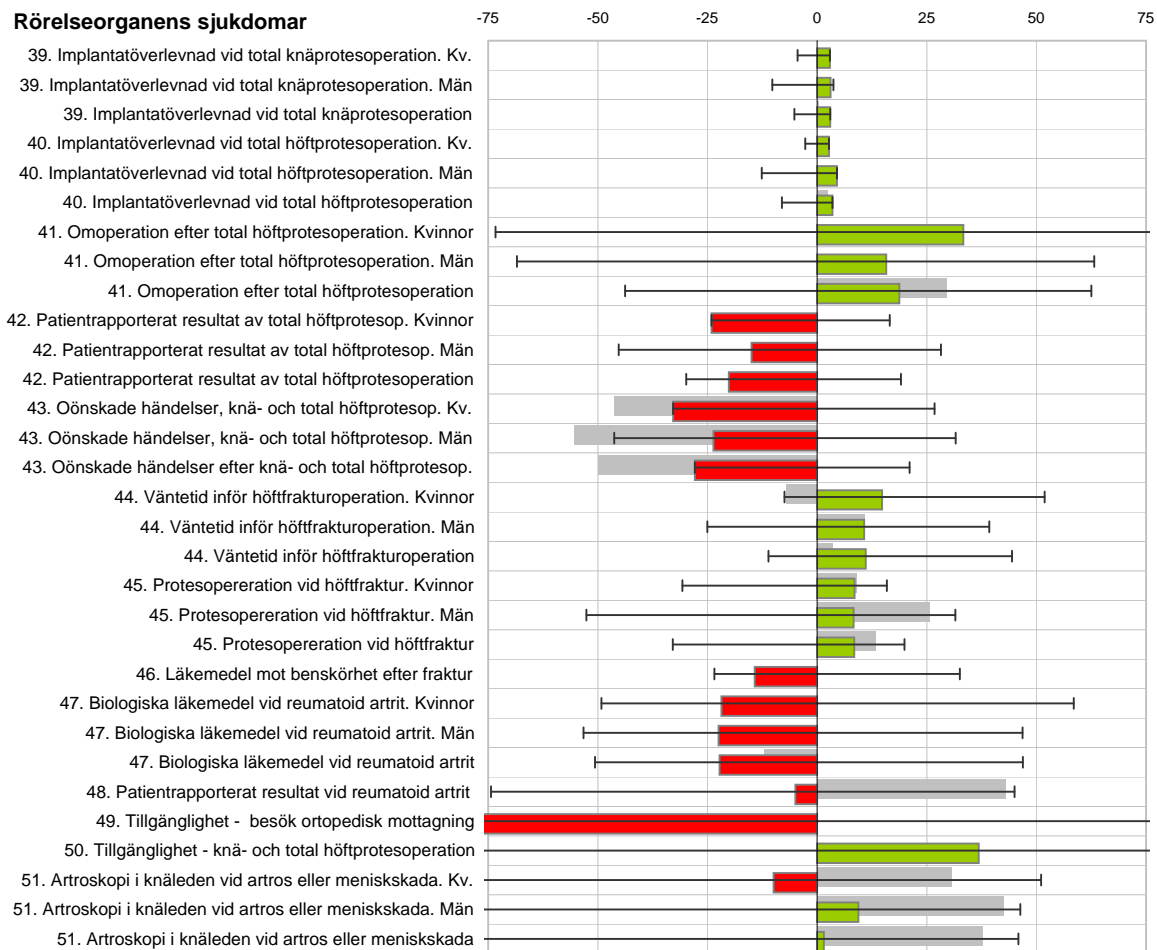 Rörelseorganens sjukdomar
-75 -50 -25 0 25 50 75
39. Implantatöverlevnad vid total knäprotesoperation. Kv.
39. Implantatöverlevnad vid total knäprotesoperation. Män
39. Implantatöverlevnad vid total knäprotesoperation
40. Implantatöverlevnad vid total höftprotesoperation. Kv.
40. Implantatöverlevnad vid total höftprotesoperation. Män
40. Implantatöverlevnad vid total höftprotesoperation
41. Omoperation efter total höftprotesoperation. Kvinnor
41. Omoperation efter total höftprotesoperation. Män
41. Omoperation efter total höftprotesoperation
42. Patientrapporterat resultat av total höftprotesop. Kvinnor
42. Patientrapporterat resultat av total höftprotesop. Män
42. Patientrapporterat resultat av total höftprotesoperation
43. Oönskade händelser, knä- och total höftprotesop. Kv.
43. Oönskade händelser, knä- och total höftprotesop. Män
43. Oönskade händelser efter knä- och total höftprotesop.
44. Väntetid inför höftfrakturoperation. Kvinnor
44. Väntetid inför höftfrakturoperation. Män
44. Väntetid inför höftfrakturoperation
45. Protesopereration vid höftfraktur. Kvinnor
45. Protesopereration vid höftfraktur. Män
45. Protesopereration vid höftfraktur
46. Läkemedel mot benskörhet efter fraktur
47. Biologiska läkemedel vid reumatoid artrit. Kvinnor
47. Biologiska läkemedel vid reumatoid artrit. Män
47. Biologiska läkemedel vid reumatoid artrit
48. Patientrapporterat resultat vid reumatoid artrit
49. Tillgänglighet - besök ortopedisk mottagning
50. Tillgänglighet - knä- och total höftprotesoperation
51. Artroskopi i knäleden vid artros eller meniskskada. Kv.
51. Artroskopi i knäleden vid artros eller meniskskada. Män
51. Artroskopi i knäleden vid artros eller meniskskada